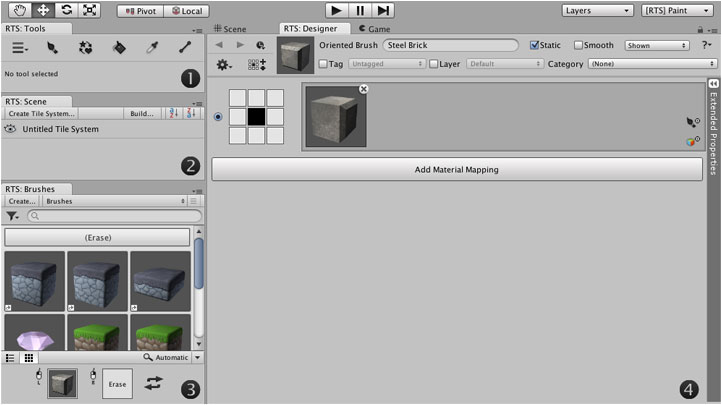 Pivot Local Layers [RTS] Paint
RTS: Tools
No tool selected
1
RTS: Scene
Create Tile System... Build...
Untitled Tile System
2
RTS: Brushes
Create... Brushes
(Erase)
Automatic
L R Erase
3
Scene RTS: Designer Game
Oriented Brush Steel Brick Static Smooth Shown ?
Tag Untagged Layer Default Category (None)
Extended Properties
Add Material Mapping
4